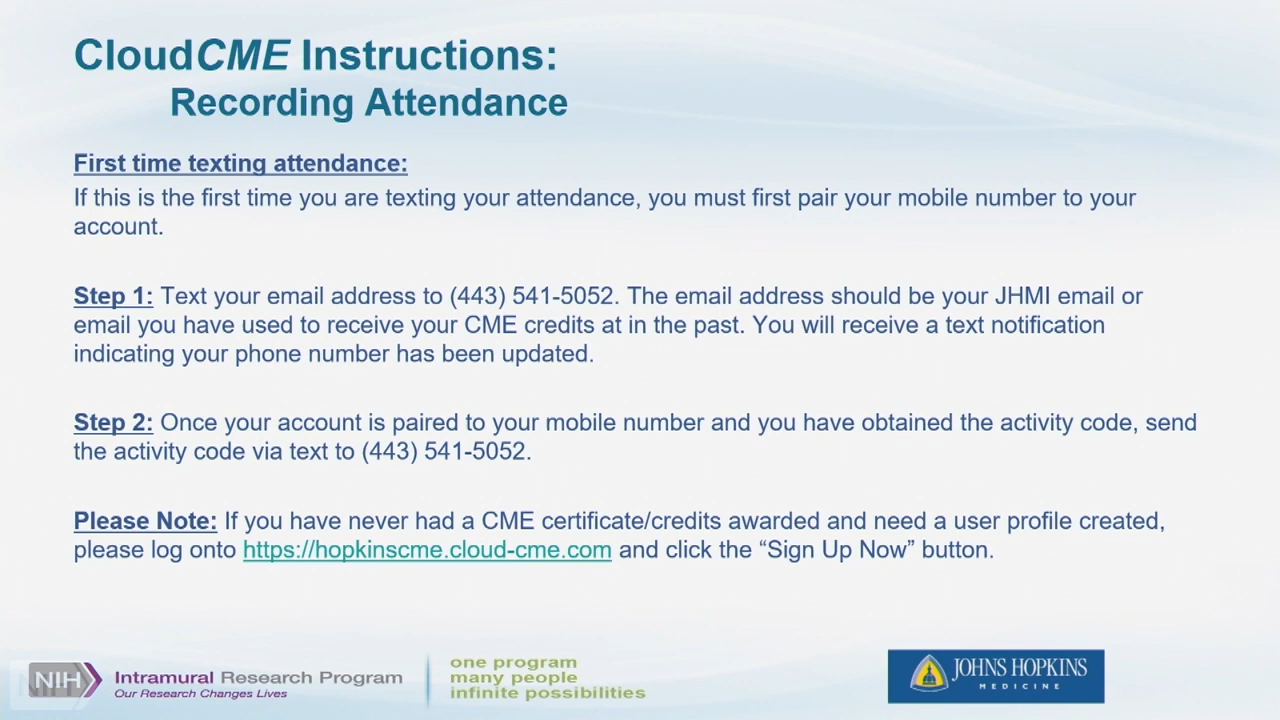 CloudCME Instructions:
Recording Attendance
First time texting attendance:
If this is the first time you are texting your attendance, you must first pair your mobile number to your
account.
Step 1: Text your email address to (443) 541-5052. The email address should be your JHMI email or
email you have used to receive your CME credits at in the past. You will receive a text notification
indicating your phone number has been updated.
Step 2: Once your account is paired to your mobile number and you have obtained the activity code, send
the activity code via text to (443) 541-5052.
Please Note: If you have never had a CME certificate/credits awarded and need a user profile created,
please log onto https://hopkinscme.cloud-cme.com and click the “Sign Up Now” button.
NIH
Intramural Research Program
Our Research Changes Lives
one program
many people
infinite possibilities
JOHNS HOPKINS
MEDICINE